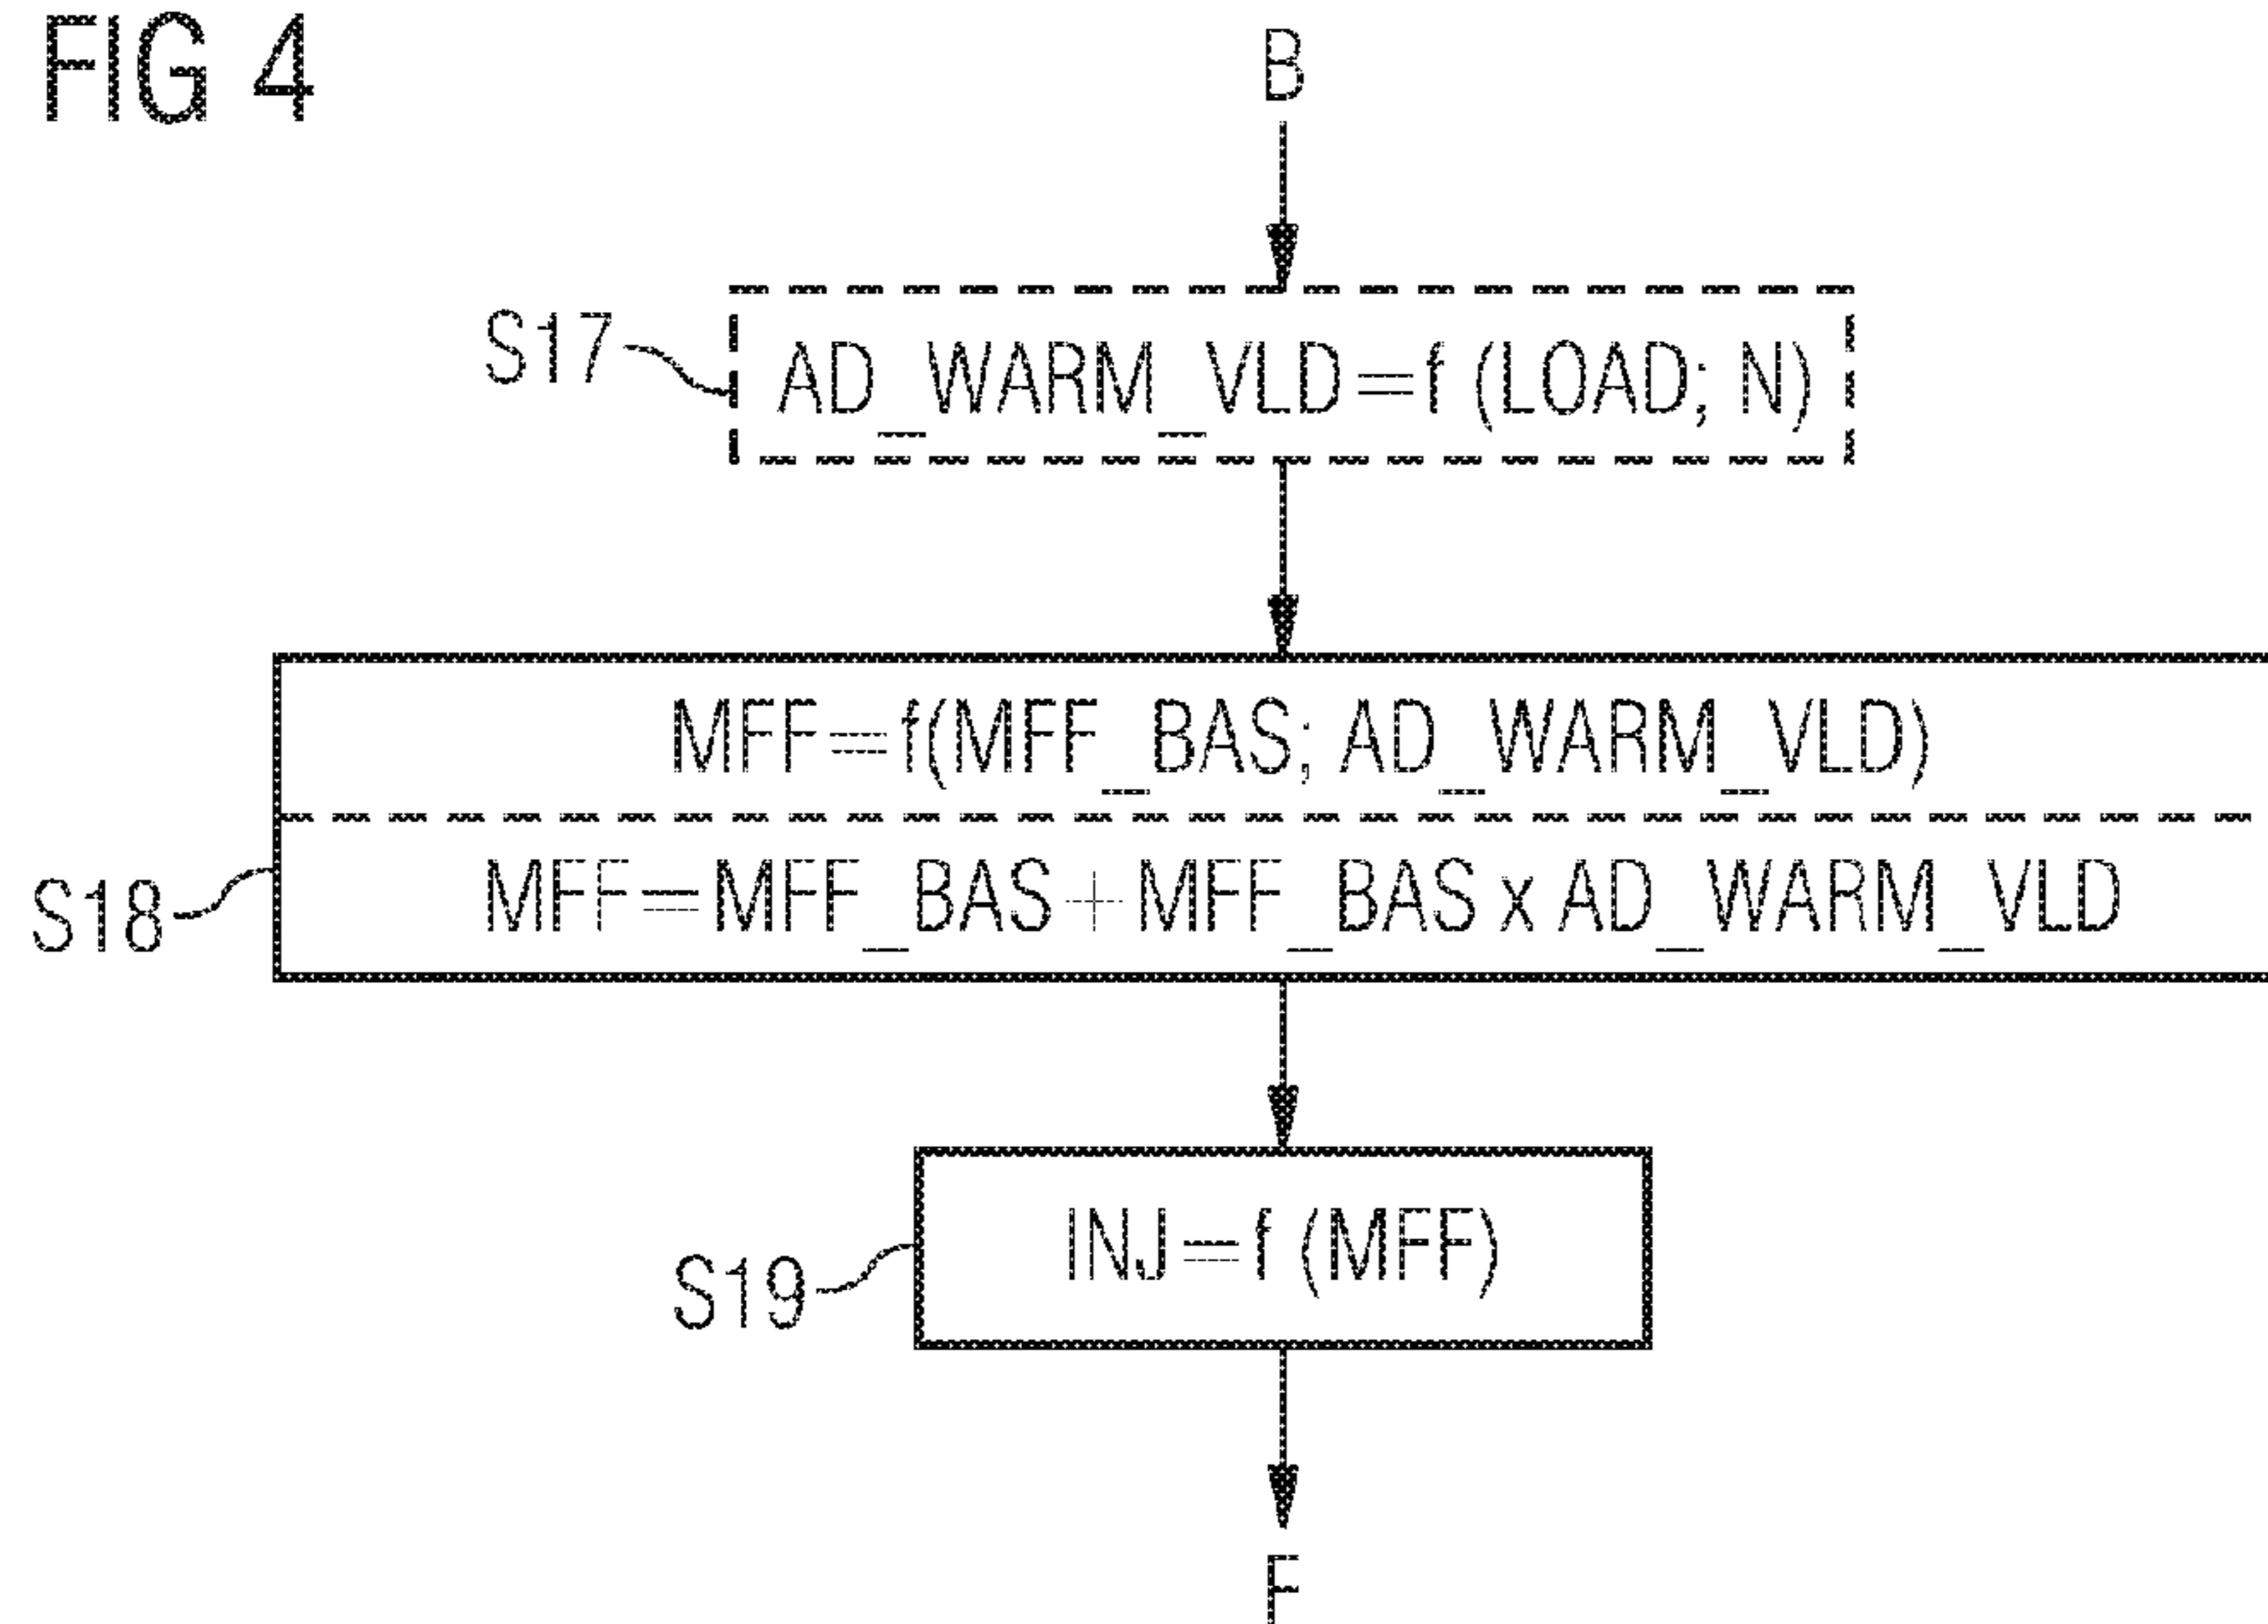 FIG 4
B
S17
AD_WARM_VLD=f (LOAD; N)
MFF=f(MFF_BAS; AD_WARM_VLD)
S18
MFF=MFF_BAS+MFF_BAS x AD_WARM_VLD
S19
INJ=f (MFF)